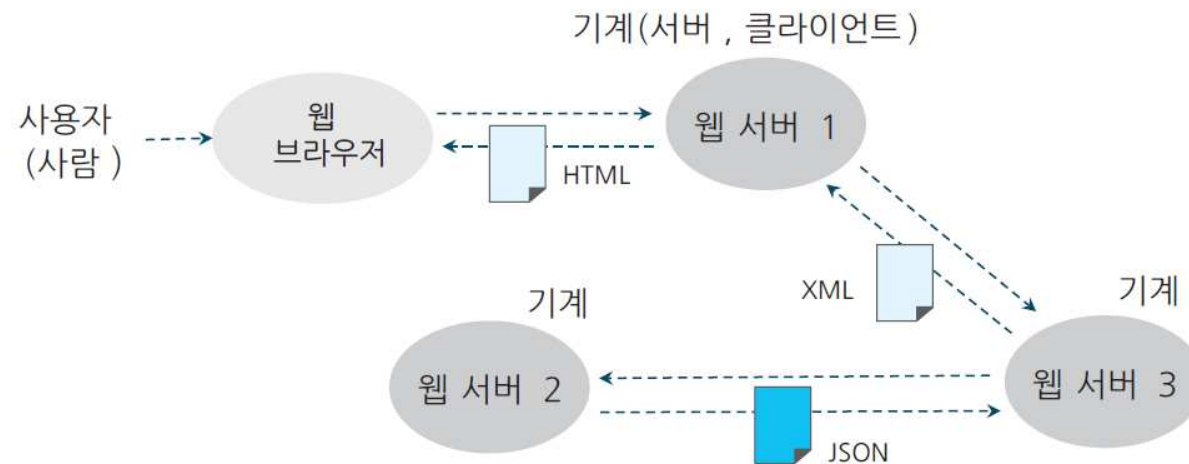 기계(서버 , 클라이언트 )
사용자
(사람 )
웹
브라우저
웹 서버 1
HTML
XML
기계
기계
웹 서버 2
웹 서버 3
JSON